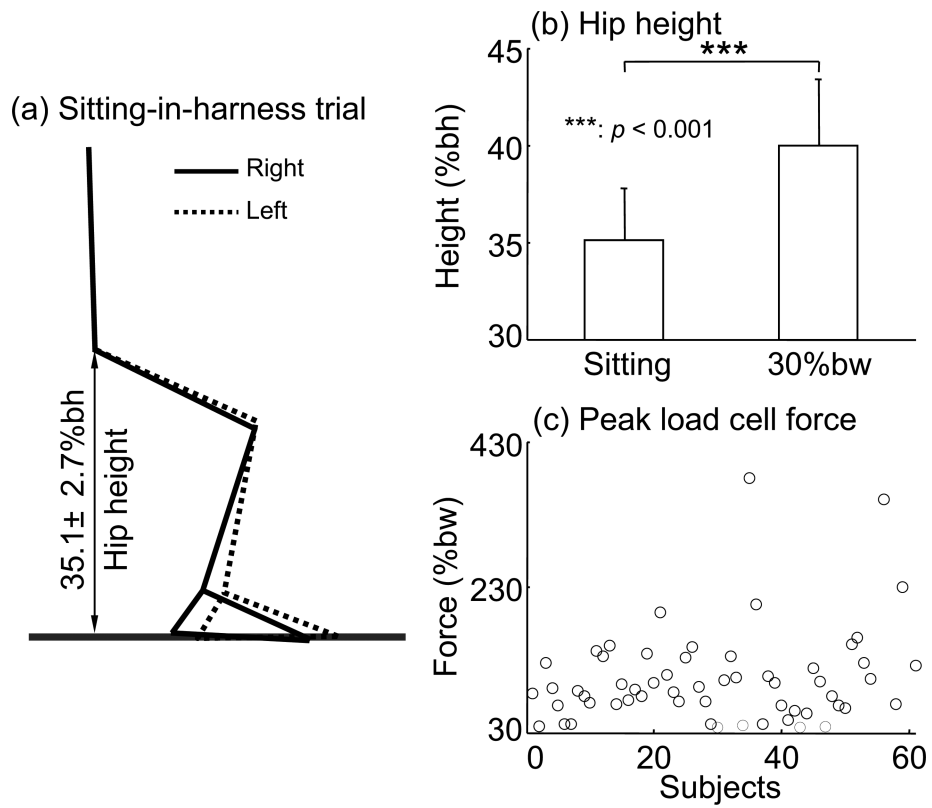 (a) Sitting-in-harness trial
Right
Left
35.1± 2.7%bh
Hip height
(b) Hip height
45
40
35
30
Height (%bh)
***
***: p < 0.001
Sitting
30%bw
(c) Peak load cell force
430
230
30
Force (%bw)
0
20
40
60
Subjects